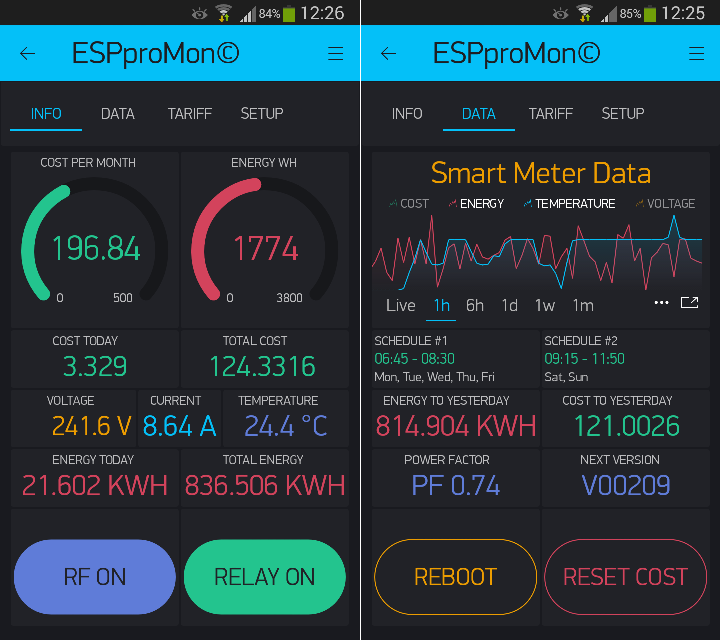 84% 12:26
ESPproMon©
INFO DATA TARIFF SETUP
COST PER MONTH ENERGY WH
196.84 1774
0 500 0 3800
COST TODAY TOTAL COST
3.329 124.3316
VOLTAGE CURRENT TEMPERATURE
241.6 V 8.64 A 24.4 °C
ENERGY TODAY TOTAL ENERGY
21.602 KWH 836.506 KWH
RF ON RELAY ON
85% 12:25
ESPproMon©
INFO DATA TARIFF SETUP
Smart Meter Data
COST ENERGY TEMPERATURE VOLTAGE
Live 1h 6h 1d 1w 1m
SCHEDULE #1 SCHEDULE #2
06:45 - 08:30 09:15 - 11:50
Mon, Tue, Wed, Thu, Fri Sat, Sun
ENERGY TO YESTERDAY COST TO YESTERDAY
814.904 KWH 121.0026
POWER FACTOR NEXT VERSION
PF 0.74 V00209
REBOOT RESET COST